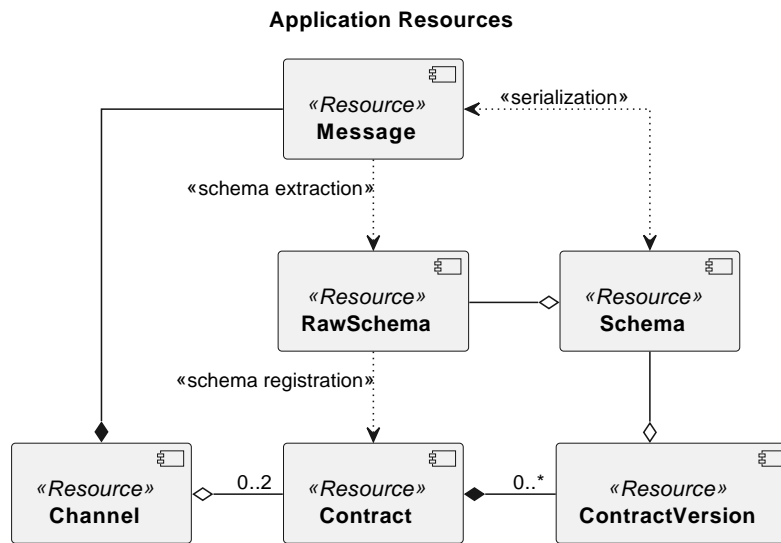 Application Resources
«Resource»
Message
«serialization»
«schema extraction»
«Resource»
RawSchema
«Resource»
Schema
«schema registration»
«Resource»
Channel
0..2
«Resource»
Contract
0..*
«Resource»
ContractVersion